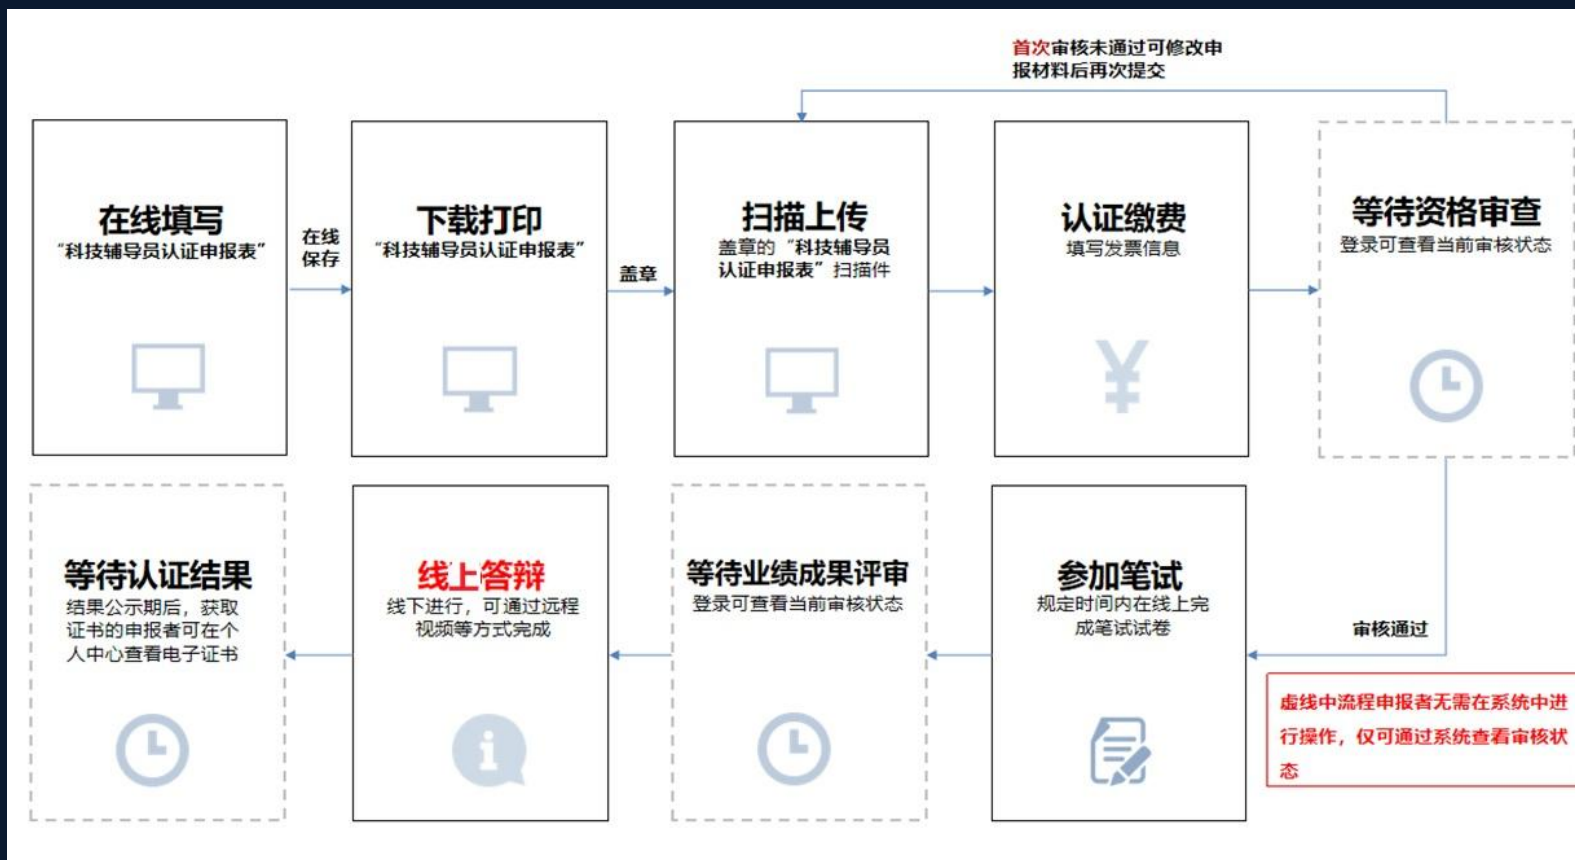 首次审核未通过可修改申
报材料后再次提交
在线填写
“科技辅导员认证申报表”
在线
保存
下载打印
“科技辅导员认证申报表”
盖章
扫描上传
盖章的“科技辅导员
认证申报表”扫描件
认证缴费
填写发票信息
等待资格审查
登录可查看当前审核状态
等待认证结果
结果公示期后，获取
证书的申报者可在个
人中心查看电子证书
线上答辩
线下进行，可通过远程
视频等方式完成
等待业绩成果评审
登录可查看当前审核状态
参加笔试
规定时间内在线上完
成笔试试卷
审核通过
虚线中流程申报者无需在系统中进
行操作，仅可通过系统查看审核状
态